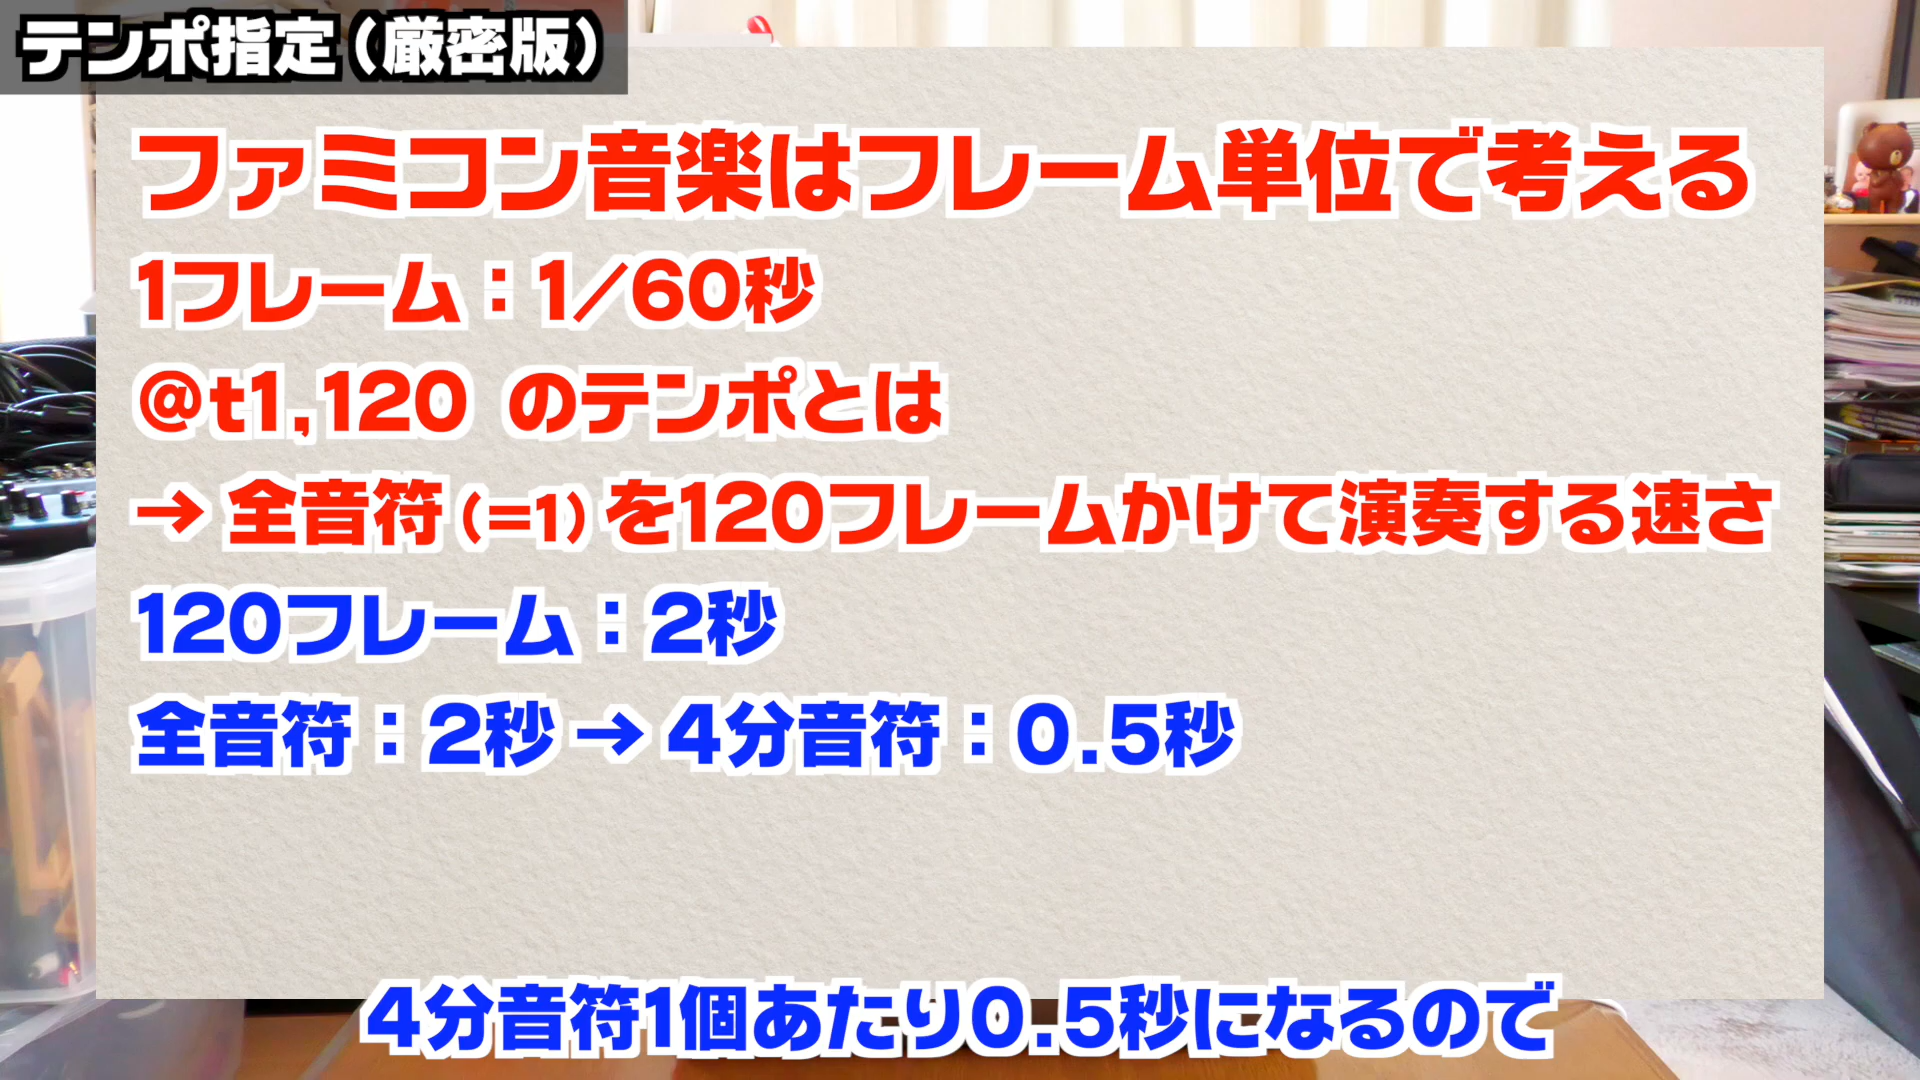 テンポ指定（厳密版）
ファミコン音楽はフレーム単位で考える
1フレーム：1/60秒
@t1,120 のテンポとは
→ 全音符(=1)を120フレームかけて演奏する速さ
120フレーム：2秒
全音符：2秒 → 4分音符：0.5秒
4分音符1個あたり0.5秒になるので